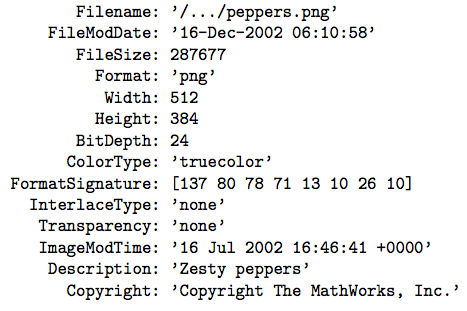 Filename: ’/.../peppers.png’
FileModDate: ’16-Dec-2002 06:10:58’
FileSize: 287677
Format: ’png’
Width: 512
Height: 384
BitDepth: 24
ColorType: ’truecolor’
FormatSignature: [137 80 78 71 13 10 26 10]
InterlaceType: ’none’
Transparency: ’none’
ImageModTime: ’16 Jul 2002 16:46:41 +0000’
Description: ’Zesty peppers’
Copyright: ’Copyright The MathWorks, Inc.’